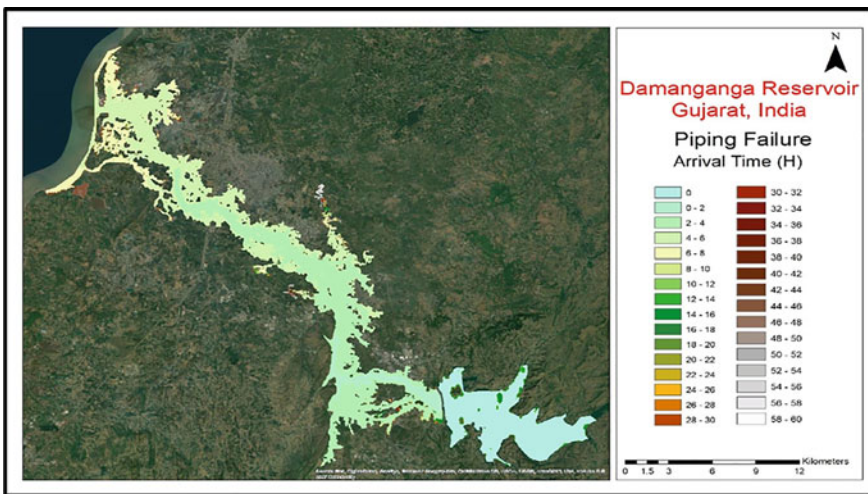 N
Damanganga Reservoir
Gujarat, India
Piping Failure
Arrival Time (H)
0
0 - 2
2 - 4
4 - 6
6 - 8
8 - 10
10 - 12
12 - 14
14 - 16
16 - 18
18 - 20
20 - 22
22 - 24
24 - 26
26 - 28
28 - 30
30 - 32
32 - 34
34 - 36
36 - 38
38 - 40
40 - 42
42 - 44
44 - 46
46 - 48
48 - 50
50 - 52
52 - 54
54 - 56
56 - 58
58 - 60
Kilometers
0 1.5 3 6 9 12